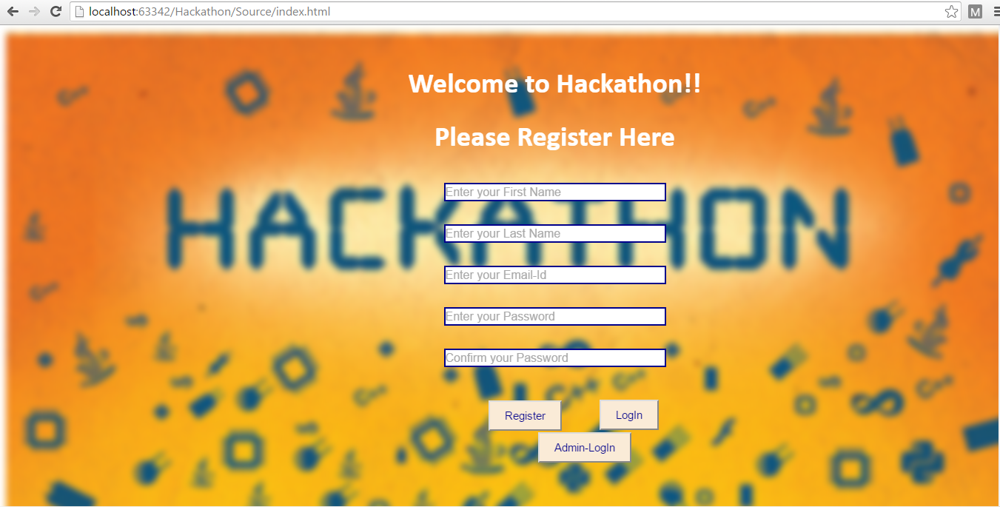 localhost:63342/Hackathon/Source/index.html
M
Welcome to Hackathon!!
Please Register Here
HACKATHON
Enter your First Name
Enter your Last Name
Enter your Email-Id
Enter your Password
Confirm your Password
Register LogIn
Admin-LogIn
C++
C++
C++
C++
C++
C++
C++
C++